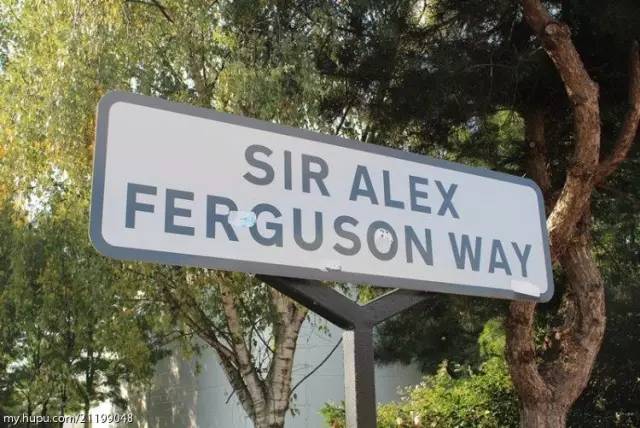 SIR ALEX
FERGUSON WAY
my.hupu.com/21199048